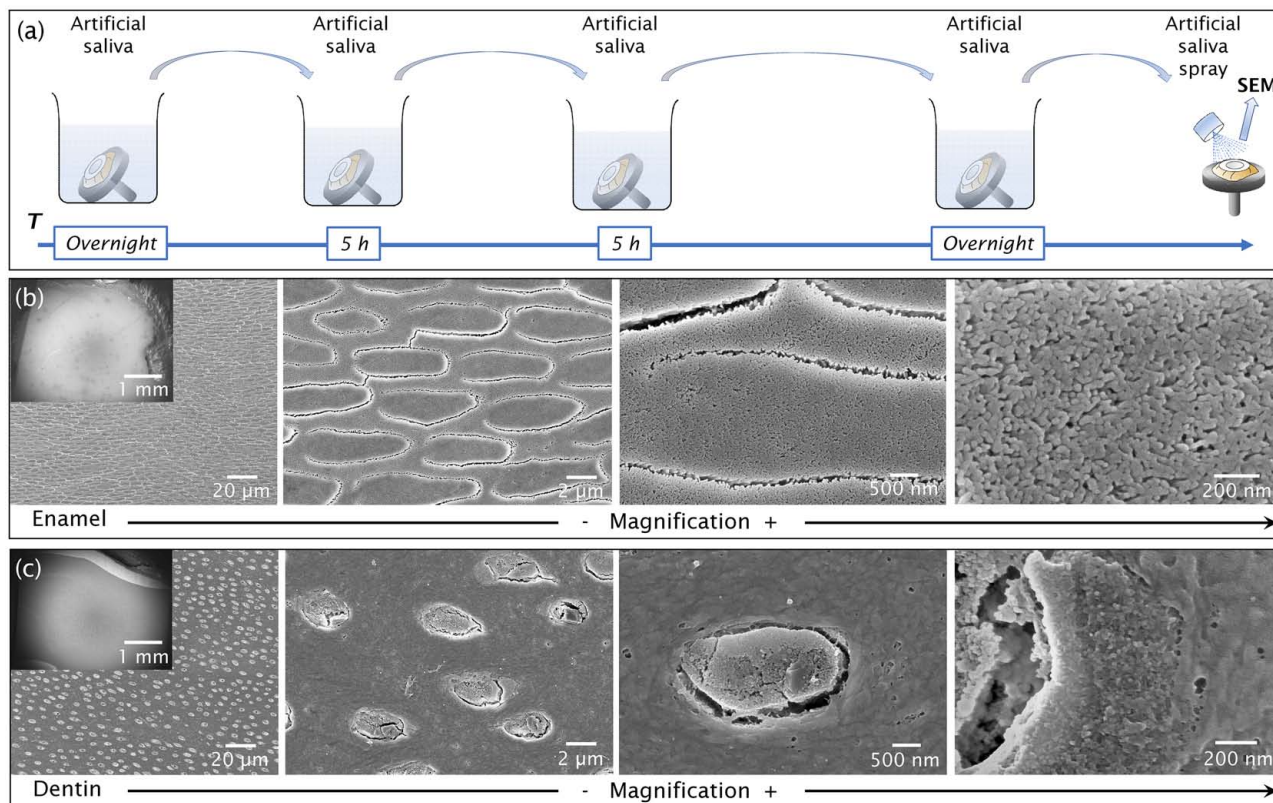 (a)
Artificial
saliva
Artificial
saliva
Artificial
saliva
Artificial
saliva
Artificial
saliva
spray
SEM
T
Overnight
5 h
5 h
Overnight
(b)
1 mm
20 µm
2 µm
500 nm
200 nm
Enamel
- Magnification +
(c)
1 mm
20 µm
2 µm
500 nm
200 nm
Dentin
- Magnification +